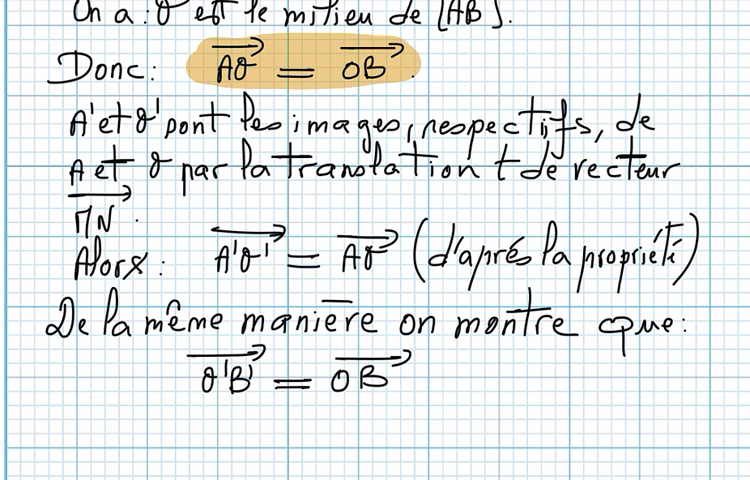 On a : O est le milieu de [AB].
Donc : AO = OB.
A' et O' sont les images, respectifs, de
A et O par la translation t de vecteur
MN.
Alors : A'O' = AO (d'après la propriété)
De la même manière on montre que :
O'B' = OB